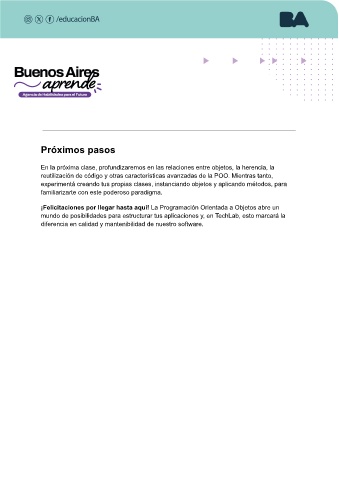 /educacionBA
BA
Buenos Aires
aprende
Agencia de Habilidades para el Futuro
Próximos pasos
En la próxima clase, profundizaremos en las relaciones entre objetos, la herencia, la
reutilización de código y otras características avanzadas de la POO. Mientras tanto,
experimentá creando tus propias clases, instanciando objetos y aplicando métodos, para
familiarizarte con este poderoso paradigma.
¡Felicitaciones por llegar hasta aquí! La Programación Orientada a Objetos abre un
mundo de posibilidades para estructurar tus aplicaciones y, en TechLab, esto marcará la
diferencia en calidad y mantenibilidad de nuestro software.